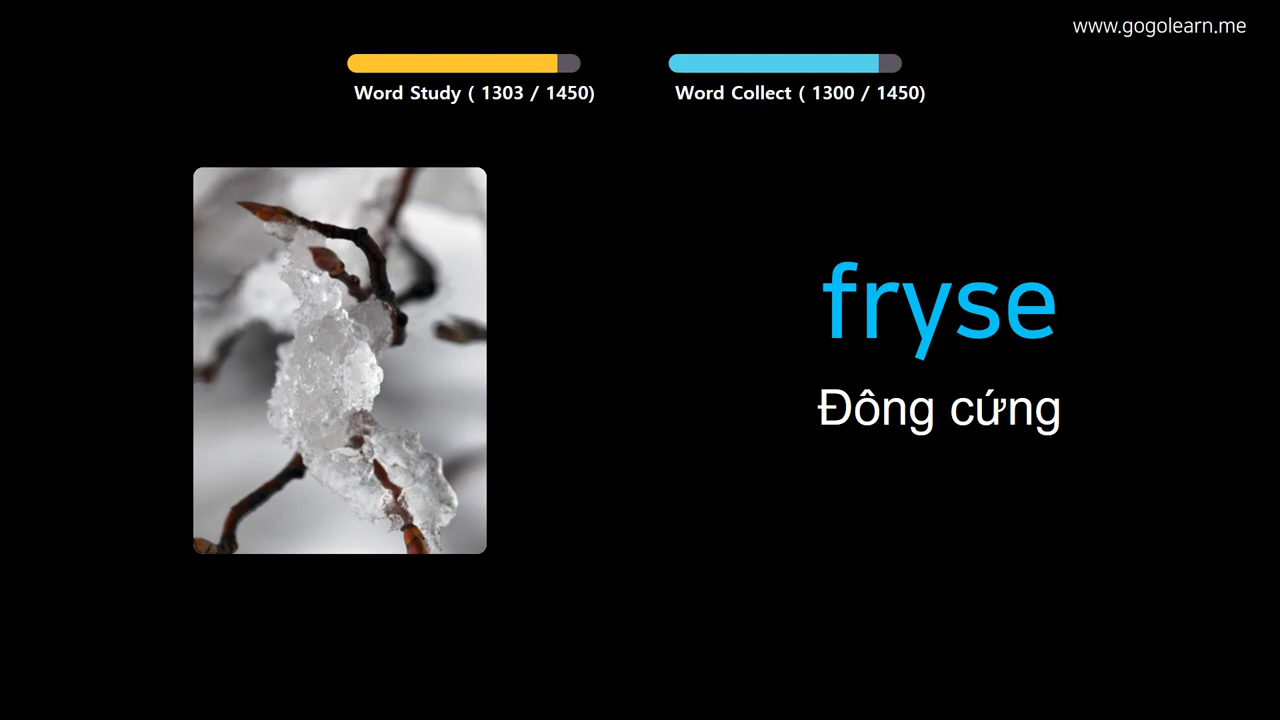 www.gogolearn.me
Word Study ( 1303 / 1450)
Word Collect ( 1300 / 1450)
fryse
Đông cứng